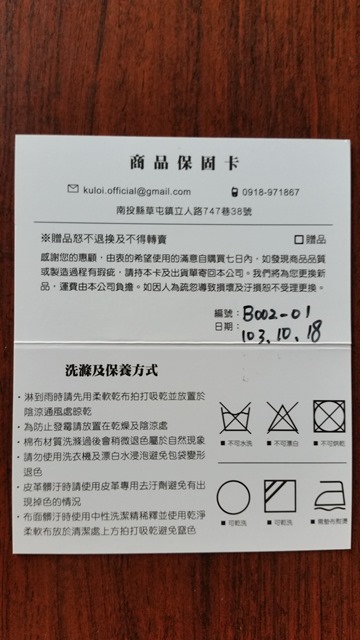 商品保固卡
kuloi.official@gmail.com 0918-971867
南投縣草屯鎮立人路747巷38號
※贈品恕不退換及不得轉賣 □贈品
感謝您的惠顧，由衷的希望使用的滿意自購買七日內，如發現商品品質
或製造過程有瑕疵，請持本卡及出貨單寄回本公司。我們將為您更換新
品，運費由本公司負擔。如因人為疏忽導致損壞及汙損恕不受理更換。
編號：B002-01
日期：103.10.18
洗滌及保養方式
・淋到雨時請先用柔軟乾布拍打吸乾並放置於
陰涼通風處晾乾
・為防止發霉請放置在乾燥及陰涼處
・棉布材質洗滌過後會稍微退色屬於自然現象
・請勿使用洗衣機及漂白水浸泡避免包袋變形
退色
・皮革髒汙時請使用皮革專用去汙劑避免有出
現掉色的情況
・布面髒汙時使用中性洗潔精稀釋並使用乾淨
柔軟布放於清潔處上方拍打吸乾避免竄色
■ 不可水洗 ■ 不可漂白 ■ 不可烘乾
■ 可乾洗 ■ 可乾洗 ■ 需墊布熨燙